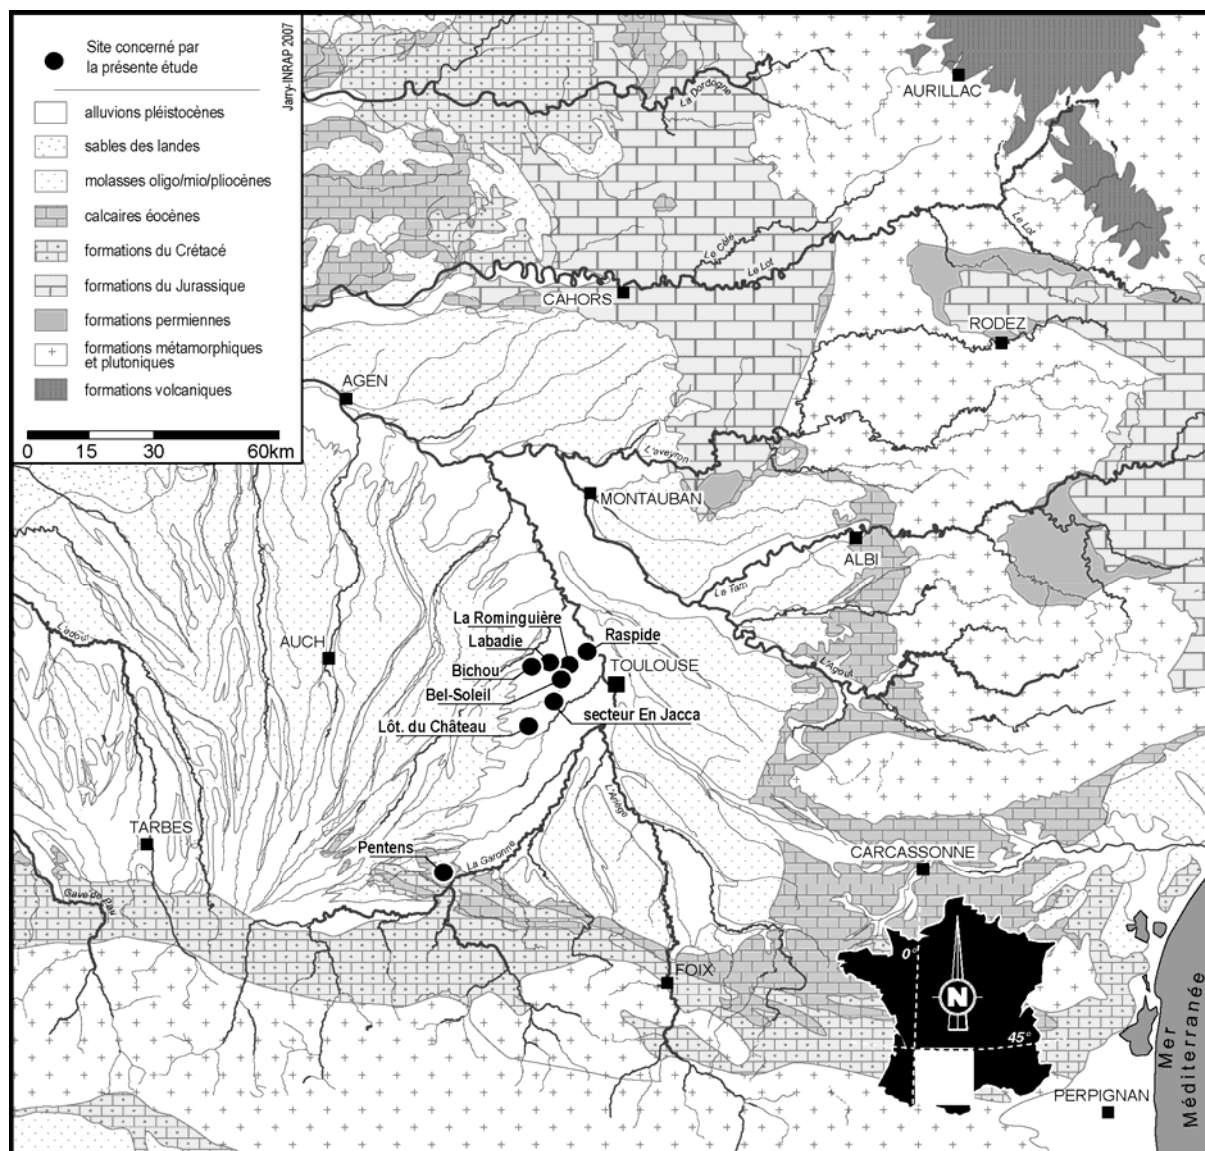 Site concerné par
la présente étude
Jarry-INRAP 2007
alluvions pléistocènes
sables des landes
molasses oligo/mio/pliocènes
calcaires éocènes
formations du Crétacé
formations du Jurassique
formations permiennes
formations métamorphiques
et plutoniques
formations volcaniques
0 15 30 60km
AURILLAC
La Dordogne
Le Lot
Le Célé
Le Lot
CAHORS
RODEZ
AGEN
L'aveyron
MONTAUBAN
ALBI
Le Tarn
L'adour
La Rominguière
Labadie
Raspide
AUCH
Bichou
TOULOUSE
L'Agout
Bel-Soleil
secteur En Jacca
Lôt. du Château
L'Ariège
TARBES
Pentens
La Garonne
CARCASSONNE
Gave de Pau
FOIX
0°
N
45°
Mer
Méditerranée
PERPIGNAN